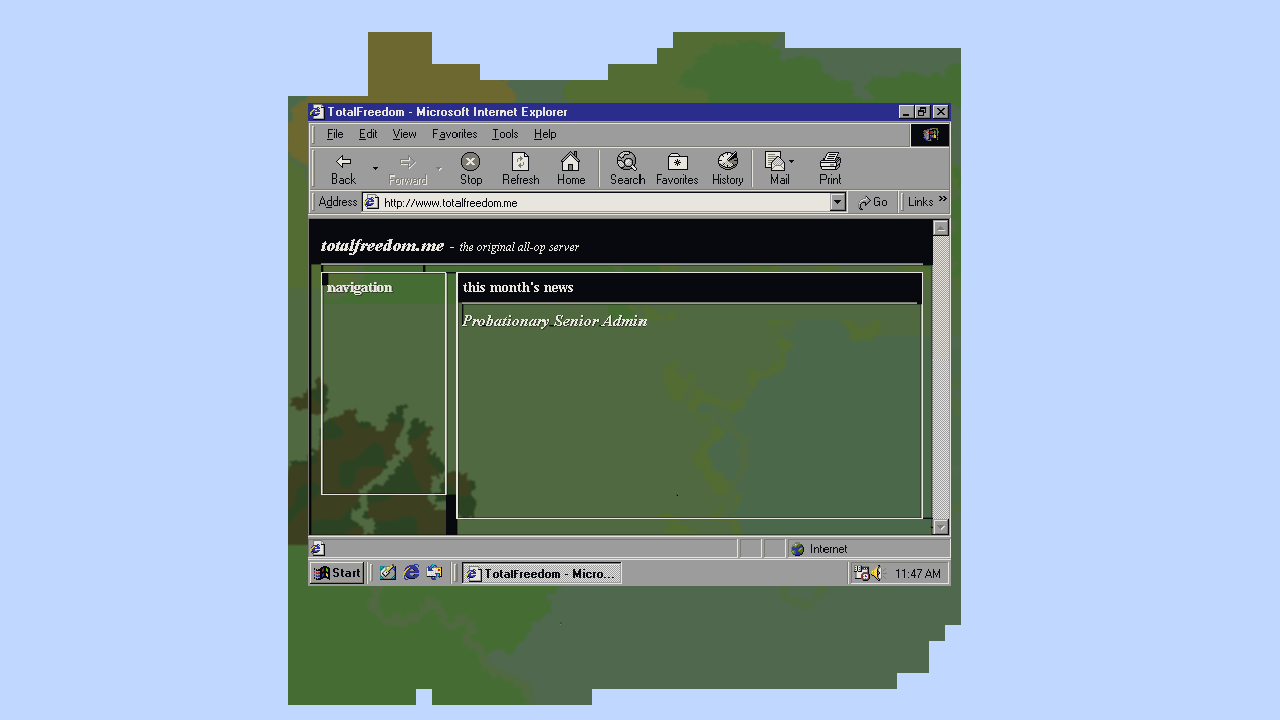 TotalFreedom - Microsoft Internet Explorer
File Edit View Favorites Tools Help
Back Forward Stop Refresh Home Search Favorites History Mail Print
Address http://www.totalfreedom.me Go Links »
totalfreedom.me - the original all-op server
navigation
this month's news
Probationary Senior Admin
Internet
Start TotalFreedom - Micro... 11:47 AM